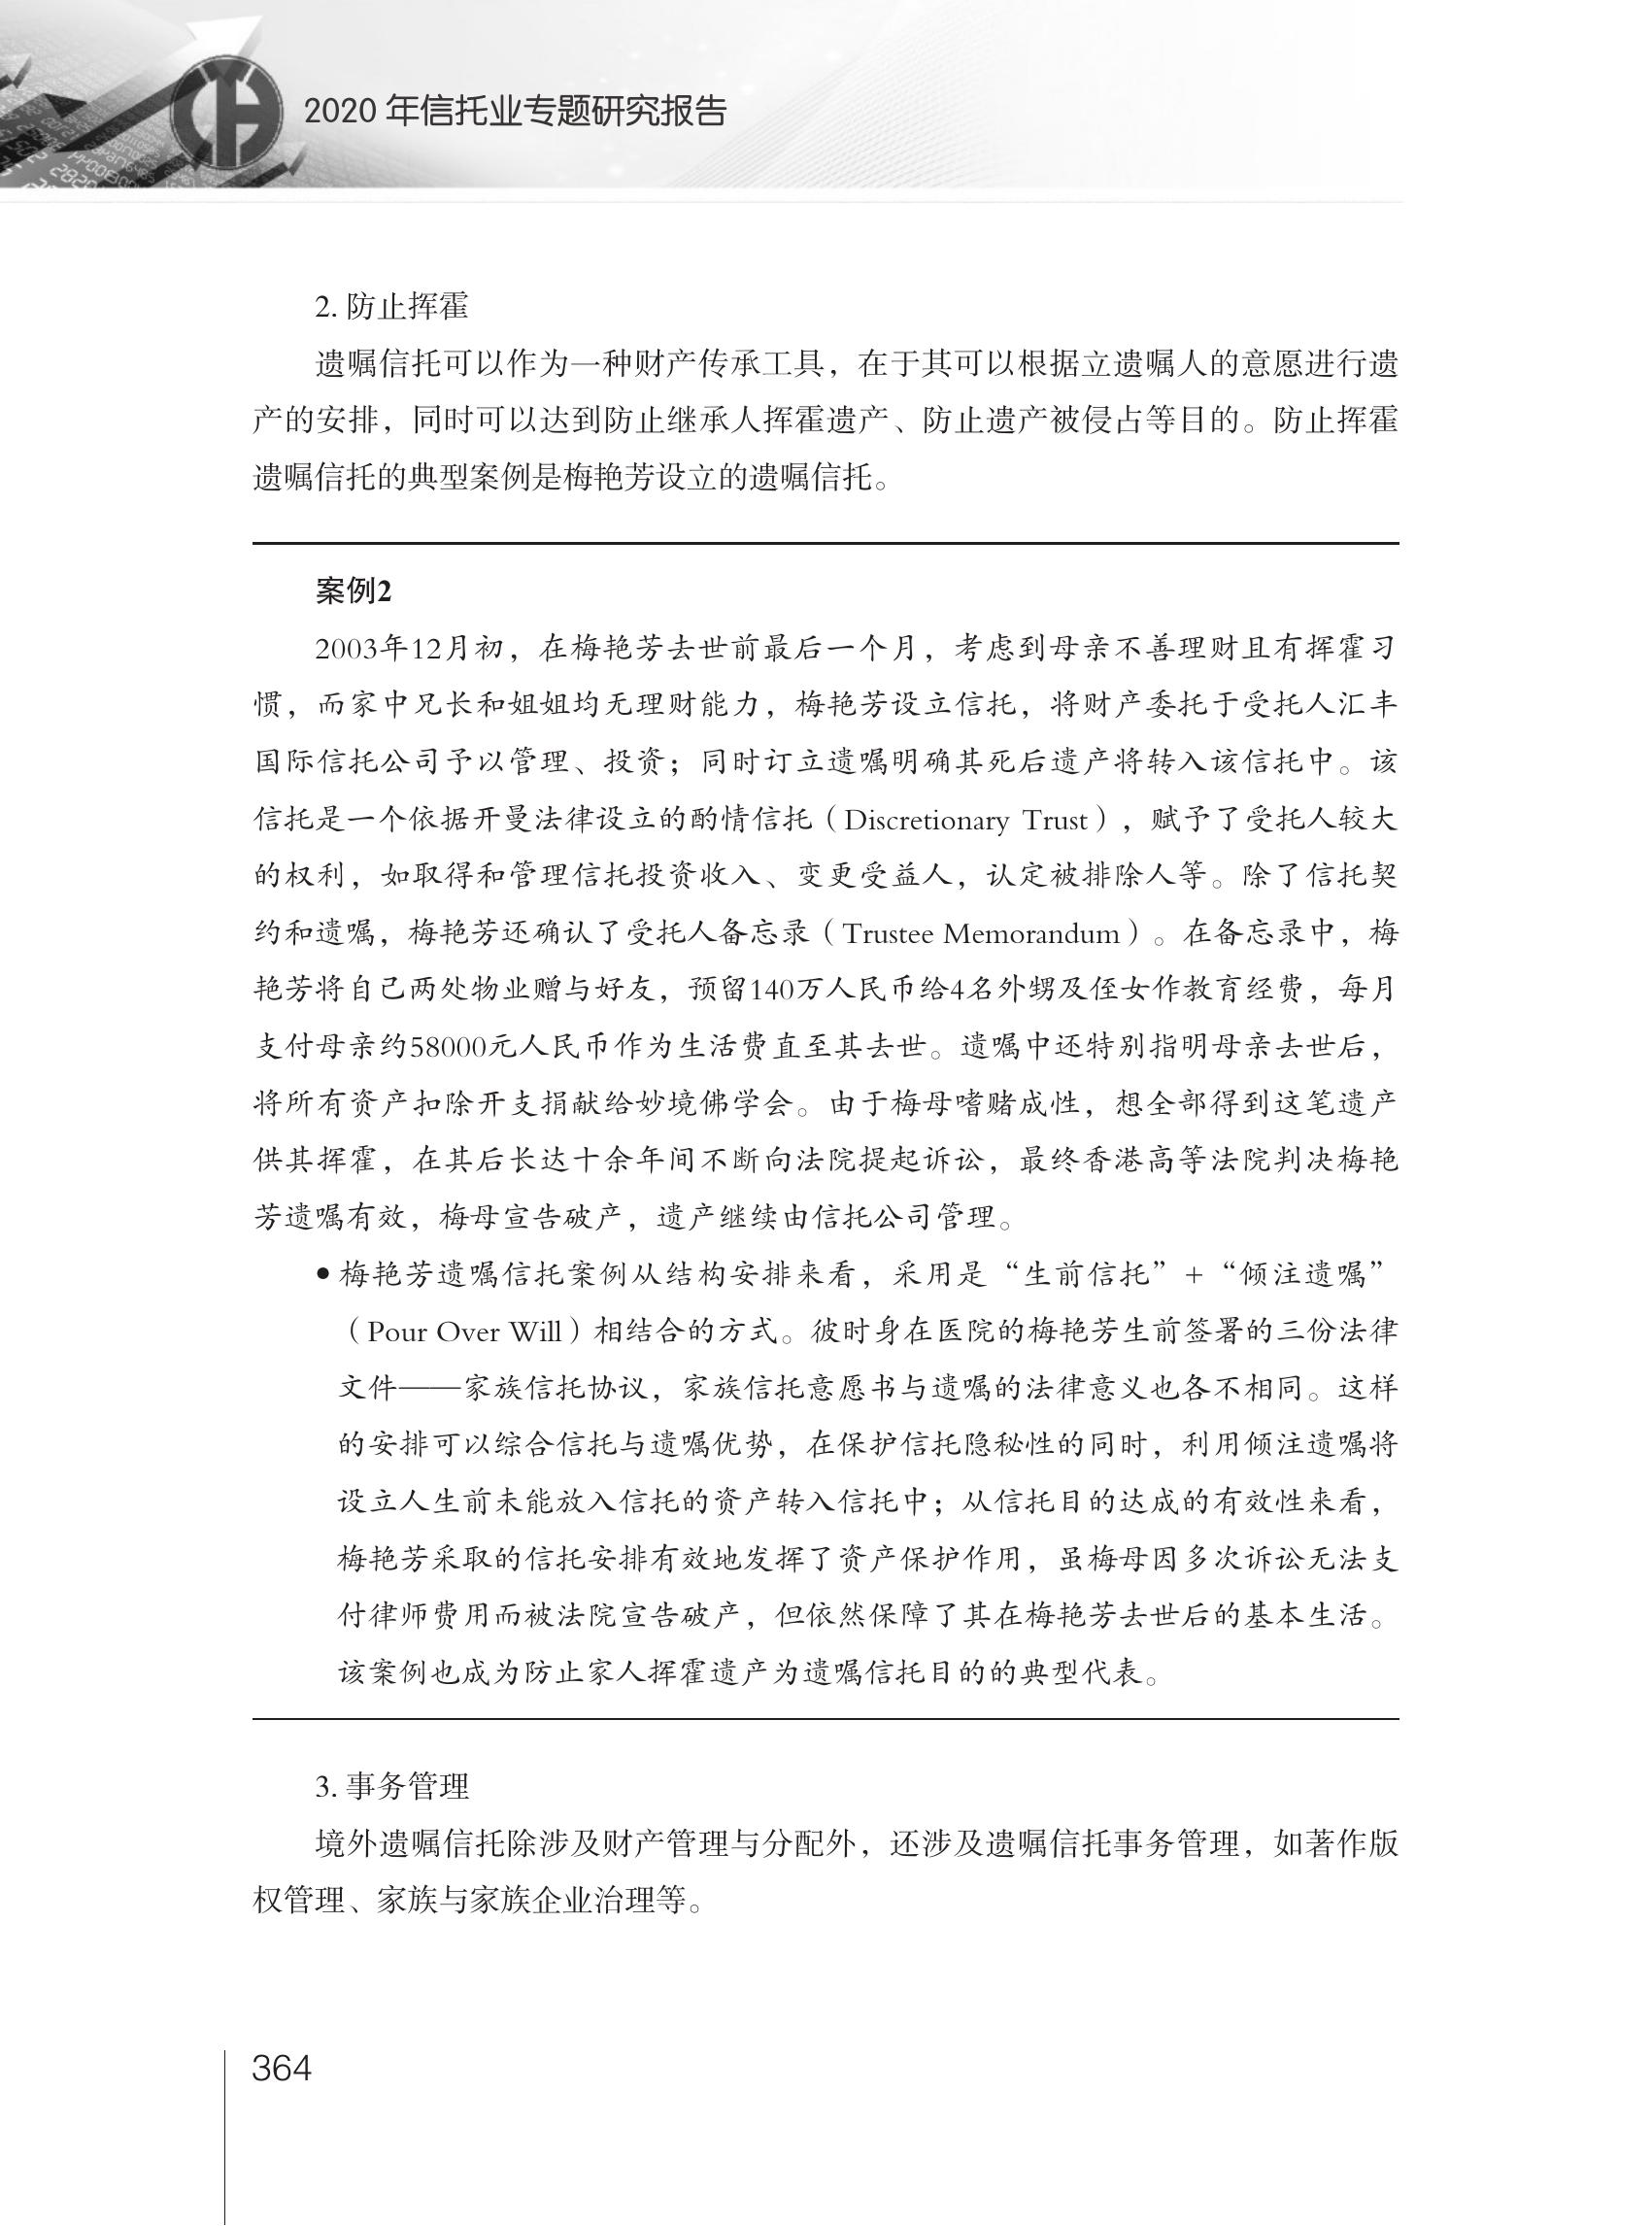 2020 年信托业专题研究报告
2. 防止挥霍
遗嘱信托可以作为一种财产传承工具，在于其可以根据立遗嘱人的意愿进行遗
产的安排，同时可以达到防止继承人挥霍遗产、防止遗产被侵占等目的。防止挥霍
遗嘱信托的典型案例是梅艳芳设立的遗嘱信托。
案例2
2003年12月初，在梅艳芳去世前最后一个月，考虑到母亲不善理财且有挥霍习
惯，而家中兄长和姐姐均无理财能力，梅艳芳设立信托，将财产委托于受托人汇丰
国际信托公司予以管理、投资；同时订立遗嘱明确其死后遗产将转入该信托中。该
信托是一个依据开曼法律设立的酌情信托（Discretionary Trust），赋予了受托人较大
的权利，如取得和管理信托投资收入、变更受益人，认定被排除人等。除了信托契
约和遗嘱，梅艳芳还确认了受托人备忘录（Trustee Memorandum）。在备忘录中，梅
艳芳将自己两处物业赠与好友，预留140万人民币给4名外甥及侄女作教育经费，每月
支付母亲约58000元人民币作为生活费直至其去世。遗嘱中还特别指明母亲去世后，
将所有资产扣除开支捐献给妙境佛学会。由于梅母嗜赌成性，想全部得到这笔遗产
供其挥霍，在其后长达十余年间不断向法院提起诉讼，最终香港高等法院判决梅艳
芳遗嘱有效，梅母宣告破产，遗产继续由信托公司管理。
● 梅艳芳遗嘱信托案例从结构安排来看，采用是“生前信托”+“倾注遗嘱”
（Pour Over Will）相结合的方式。彼时身在医院的梅艳芳生前签署的三份法律
文件——家族信托协议，家族信托意愿书与遗嘱的法律意义也各不相同。这样
的安排可以综合信托与遗嘱优势，在保护信托隐秘性的同时，利用倾注遗嘱将
设立人生前未能放入信托的资产转入信托中；从信托目的达成的有效性来看，
梅艳芳采取的信托安排有效地发挥了资产保护作用，虽梅母因多次诉讼无法支
付律师费用而被法院宣告破产，但依然保障了其在梅艳芳去世后的基本生活。
该案例也成为防止家人挥霍遗产为遗嘱信托目的的典型代表。
3. 事务管理
境外遗嘱信托除涉及财产管理与分配外，还涉及遗嘱信托事务管理，如著作版
权管理、家族与家族企业治理等。
364